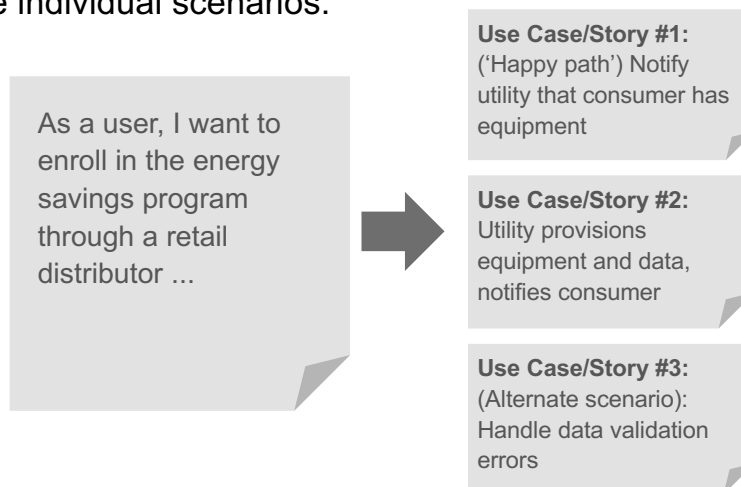 e individual scenarios.
As a user, I want to
enroll in the energy
savings program
through a retail
distributor ...
Use Case/Story #1:
(‘Happy path’) Notify
utility that consumer has
equipment
Use Case/Story #2:
Utility provisions
equipment and data,
notifies consumer
Use Case/Story #3:
(Alternate scenario):
Handle data validation
errors